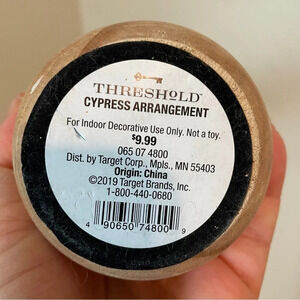 THRESHOLD™
CYPRESS ARRANGEMENT
For Indoor Decorative Use Only. Not a toy.
$9.99
065 07 4800
Dist. by Target Corp., Mpls., MN 55403
Origin: China
©2019 Target Brands, Inc.
1-800-440-0680
4 90650 74800 9